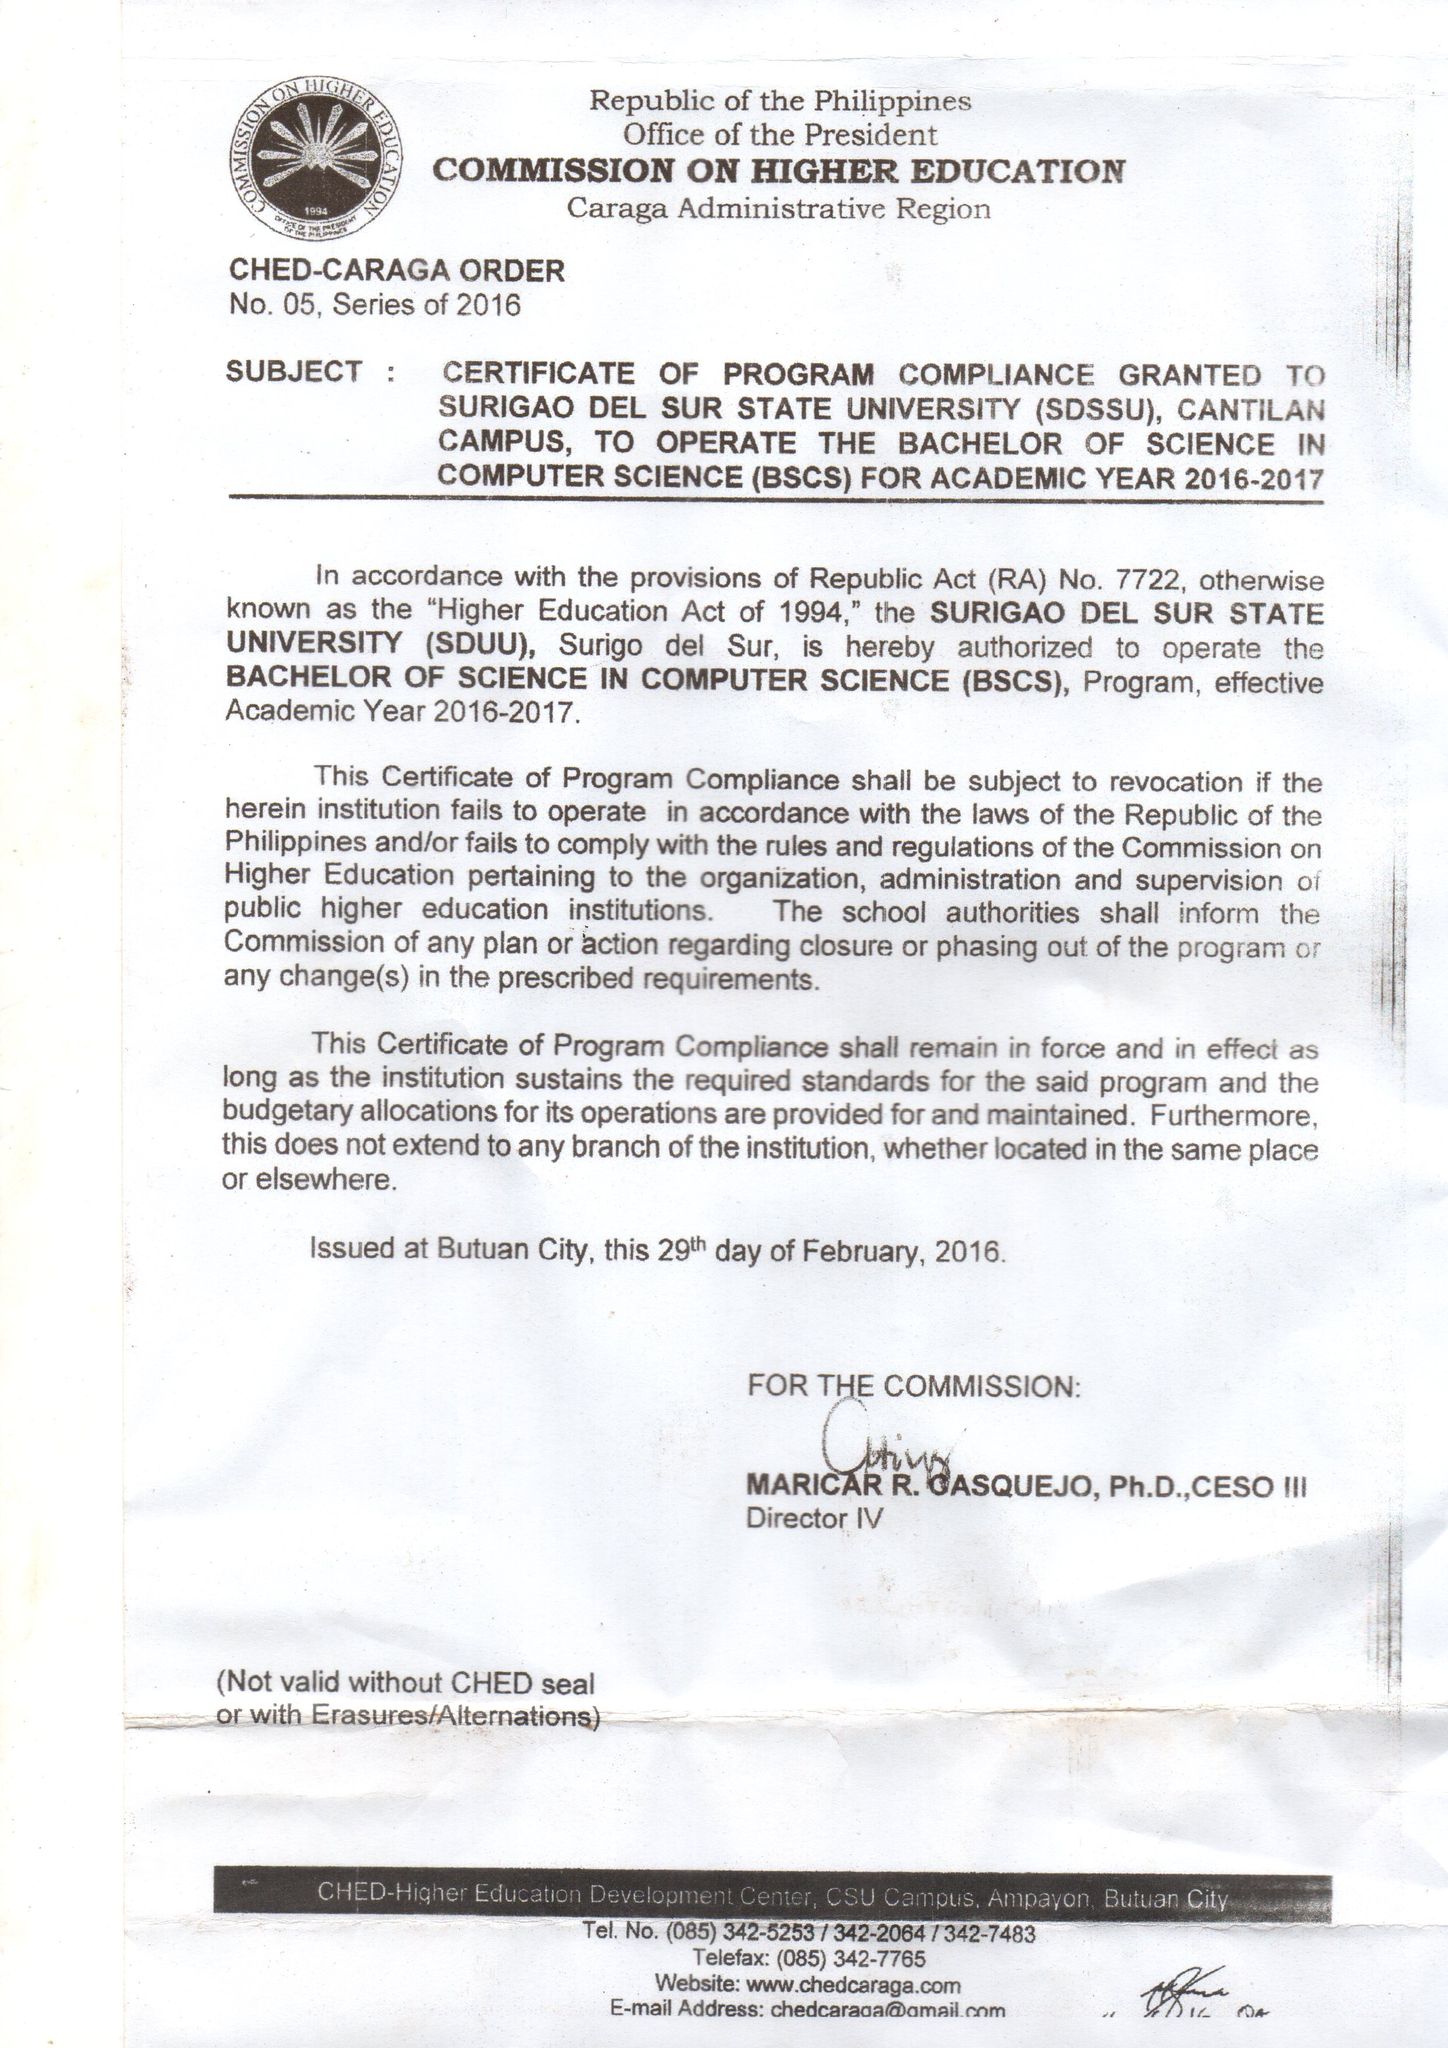 COMMISSION ON HIGHER EDUCATION
1994
OFFICE OF THE PRESIDENT
OF THE PHILIPPINES
Republic of the Philippines
Office of the President
COMMISSION ON HIGHER EDUCATION
Caraga Administrative Region
CHED-CARAGA ORDER
No. 05, Series of 2016
SUBJECT : CERTIFICATE OF PROGRAM COMPLIANCE GRANTED TO
SURIGAO DEL SUR STATE UNIVERSITY (SDSSU), CANTILAN
CAMPUS, TO OPERATE THE BACHELOR OF SCIENCE IN
COMPUTER SCIENCE (BSCS) FOR ACADEMIC YEAR 2016-2017
In accordance with the provisions of Republic Act (RA) No. 7722, otherwise
known as the “Higher Education Act of 1994,” the SURIGAO DEL SUR STATE
UNIVERSITY (SDUU), Surigo del Sur, is hereby authorized to operate the
BACHELOR OF SCIENCE IN COMPUTER SCIENCE (BSCS), Program, effective
Academic Year 2016-2017.
This Certificate of Program Compliance shall be subject to revocation if the
herein institution fails to operate in accordance with the laws of the Republic of the
Philippines and/or fails to comply with the rules and regulations of the Commission on
Higher Education pertaining to the organization, administration and supervision of
public higher education institutions. The school authorities shall inform the
Commission of any plan or action regarding closure or phasing out of the program or
any change(s) in the prescribed requirements.
This Certificate of Program Compliance shall remain in force and in effect as
long as the institution sustains the required standards for the said program and the
budgetary allocations for its operations are provided for and maintained. Furthermore,
this does not extend to any branch of the institution, whether located in the same place
or elsewhere.
Issued at Butuan City, this 29th day of February, 2016.
FOR THE COMMISSION:
MARICAR R. CASQUEJO, Ph.D.,CESO III
Director IV
(Not valid without CHED seal
or with Erasures/Alternations)
CHED-Higher Education Development Center, CSU Campus, Ampayon, Butuan City
Tel. No. (085) 342-5253 / 342-2064 / 342-7483
Telefax: (085) 342-7765
Website: www.chedcaraga.com
E-mail Address: chedcaraga@gmail.com